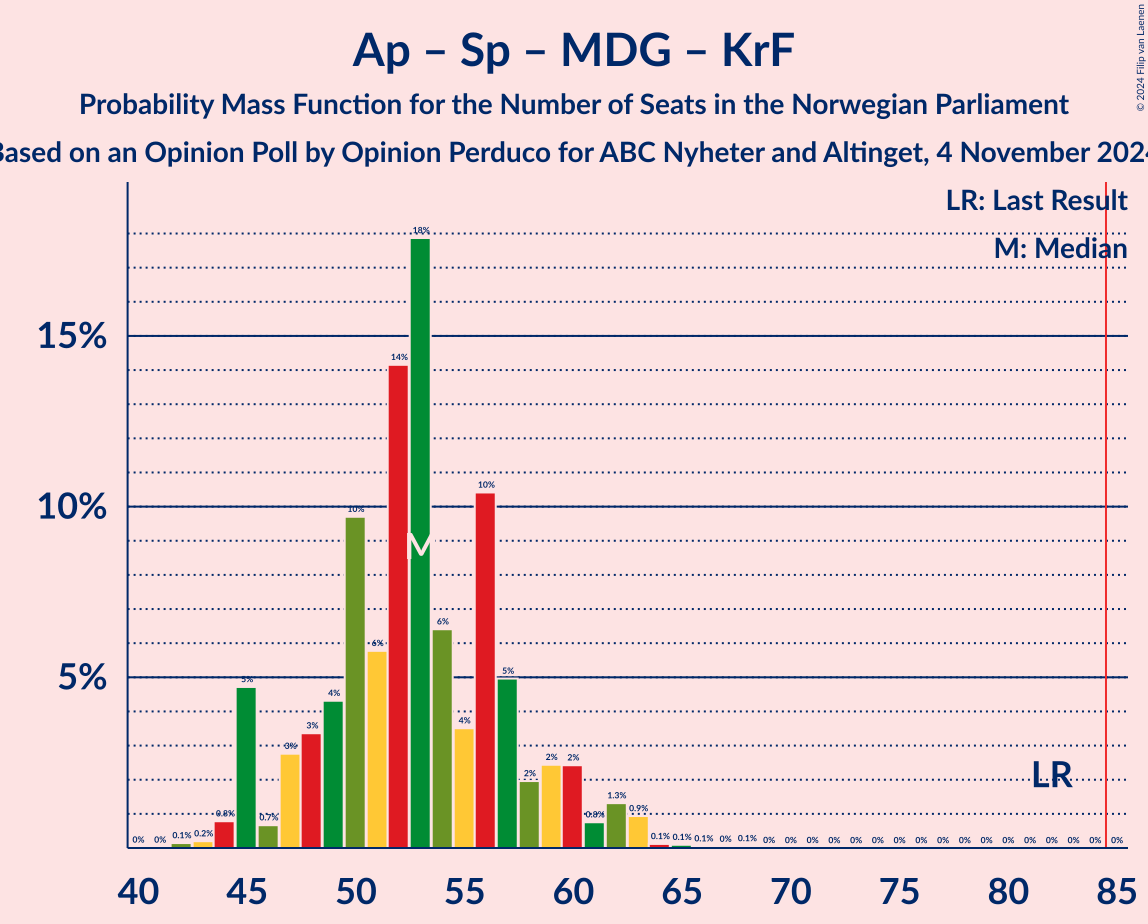 Ap – Sp – MDG – KrF
Probability Mass Function for the Number of Seats in the Norwegian Parliament
Based on an Opinion Poll by Opinion Perduco for ABC Nyheter and Altinget, 4 November 2024
© 2024 Filip van Laenen
LR: Last Result
M: Median
15%
10%
5%
0% 0% 0.1% 0.2% 0.8% 5% 0.7% 3% 3% 4% 10% 6% 14% 18% 6% 4% 10% 5% 2% 2% 2% 0.8% 1.3% 0.9% 0.1% 0.1% 0.1% 0% 0.1% 0% 0% 0% 0% 0% 0% 0% 0% 0% 0% 0% 0% 0% 0% 0% 0% 0%
M
LR
40 45 50 55 60 65 70 75 80 85